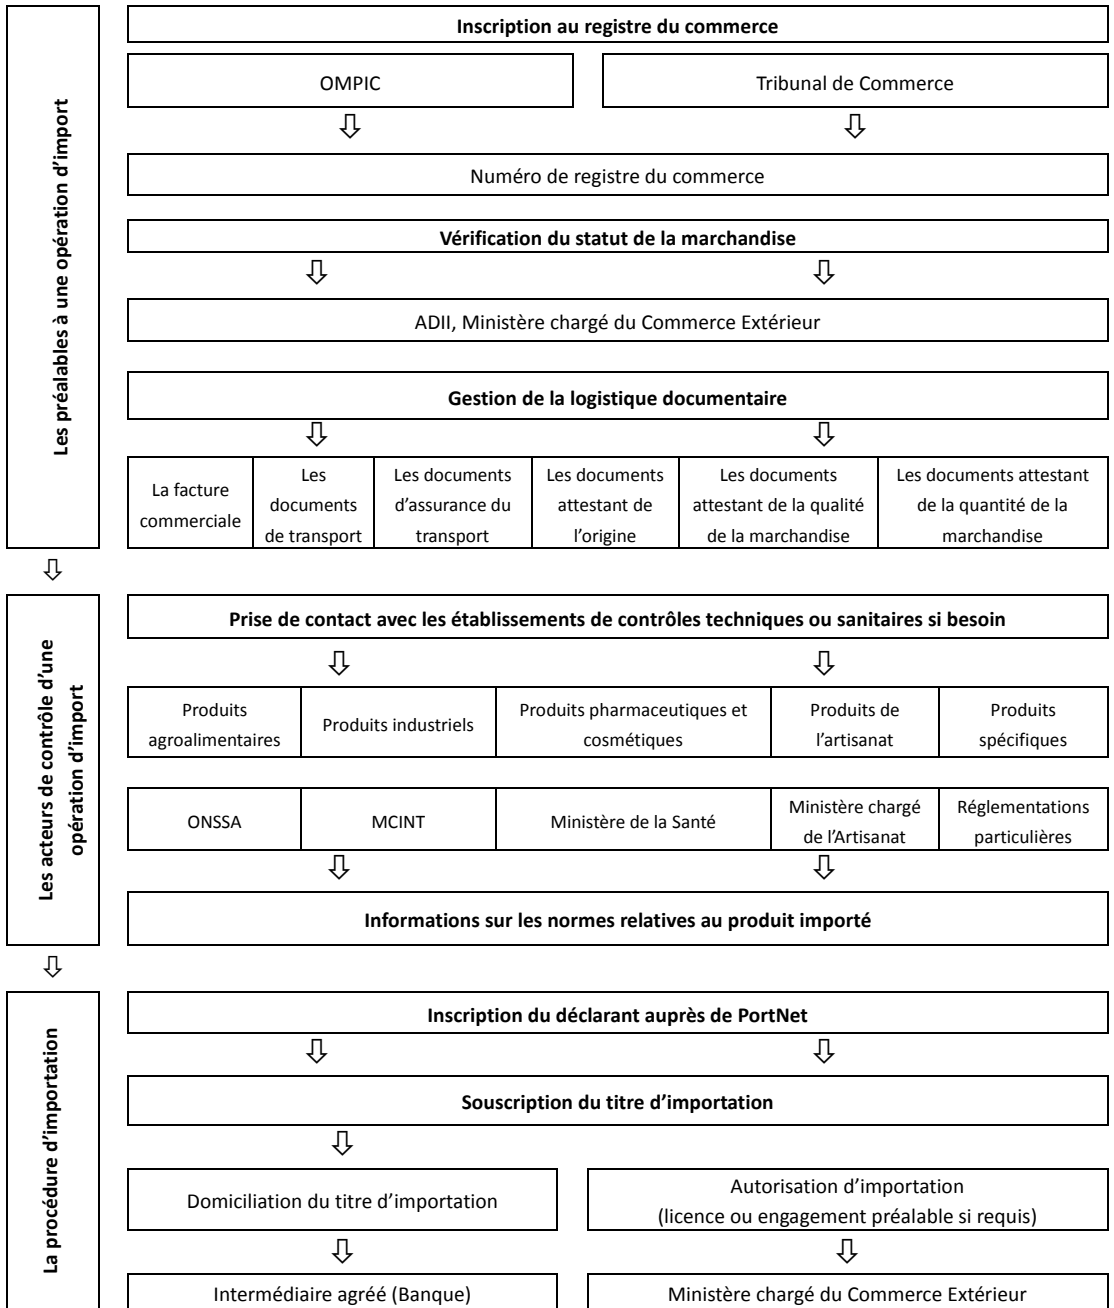 Les préalables à une opération d’import
Inscription au registre du commerce
OMPIC
Tribunal de Commerce
Numéro de registre du commerce
Vérification du statut de la marchandise
ADII, Ministère chargé du Commerce Extérieur
Gestion de la logistique documentaire
La facture
commerciale
Les
documents
de transport
Les documents
d’assurance du
transport
Les documents
attestant de
l’origine
Les documents
attestant de la qualité
de la marchandise
Les documents attestant
de la quantité de la
marchandise
Les acteurs de contrôle d’une
opération d’import
Prise de contact avec les établissements de contrôles techniques ou sanitaires si besoin
Produits
agroalimentaires
Produits industriels
Produits pharmaceutiques et
cosmétiques
Produits de
l’artisanat
Produits
spécifiques
ONSSA
MCINT
Ministère de la Santé
Ministère chargé
de l’Artisanat
Réglementations
particulières
Informations sur les normes relatives au produit importé
La procédure d’importation
Inscription du déclarant auprès de PortNet
Souscription du titre d’importation
Domiciliation du titre d’importation
Autorisation d’importation
(licence ou engagement préalable si requis)
Intermédiaire agréé (Banque)
Ministère chargé du Commerce Extérieur